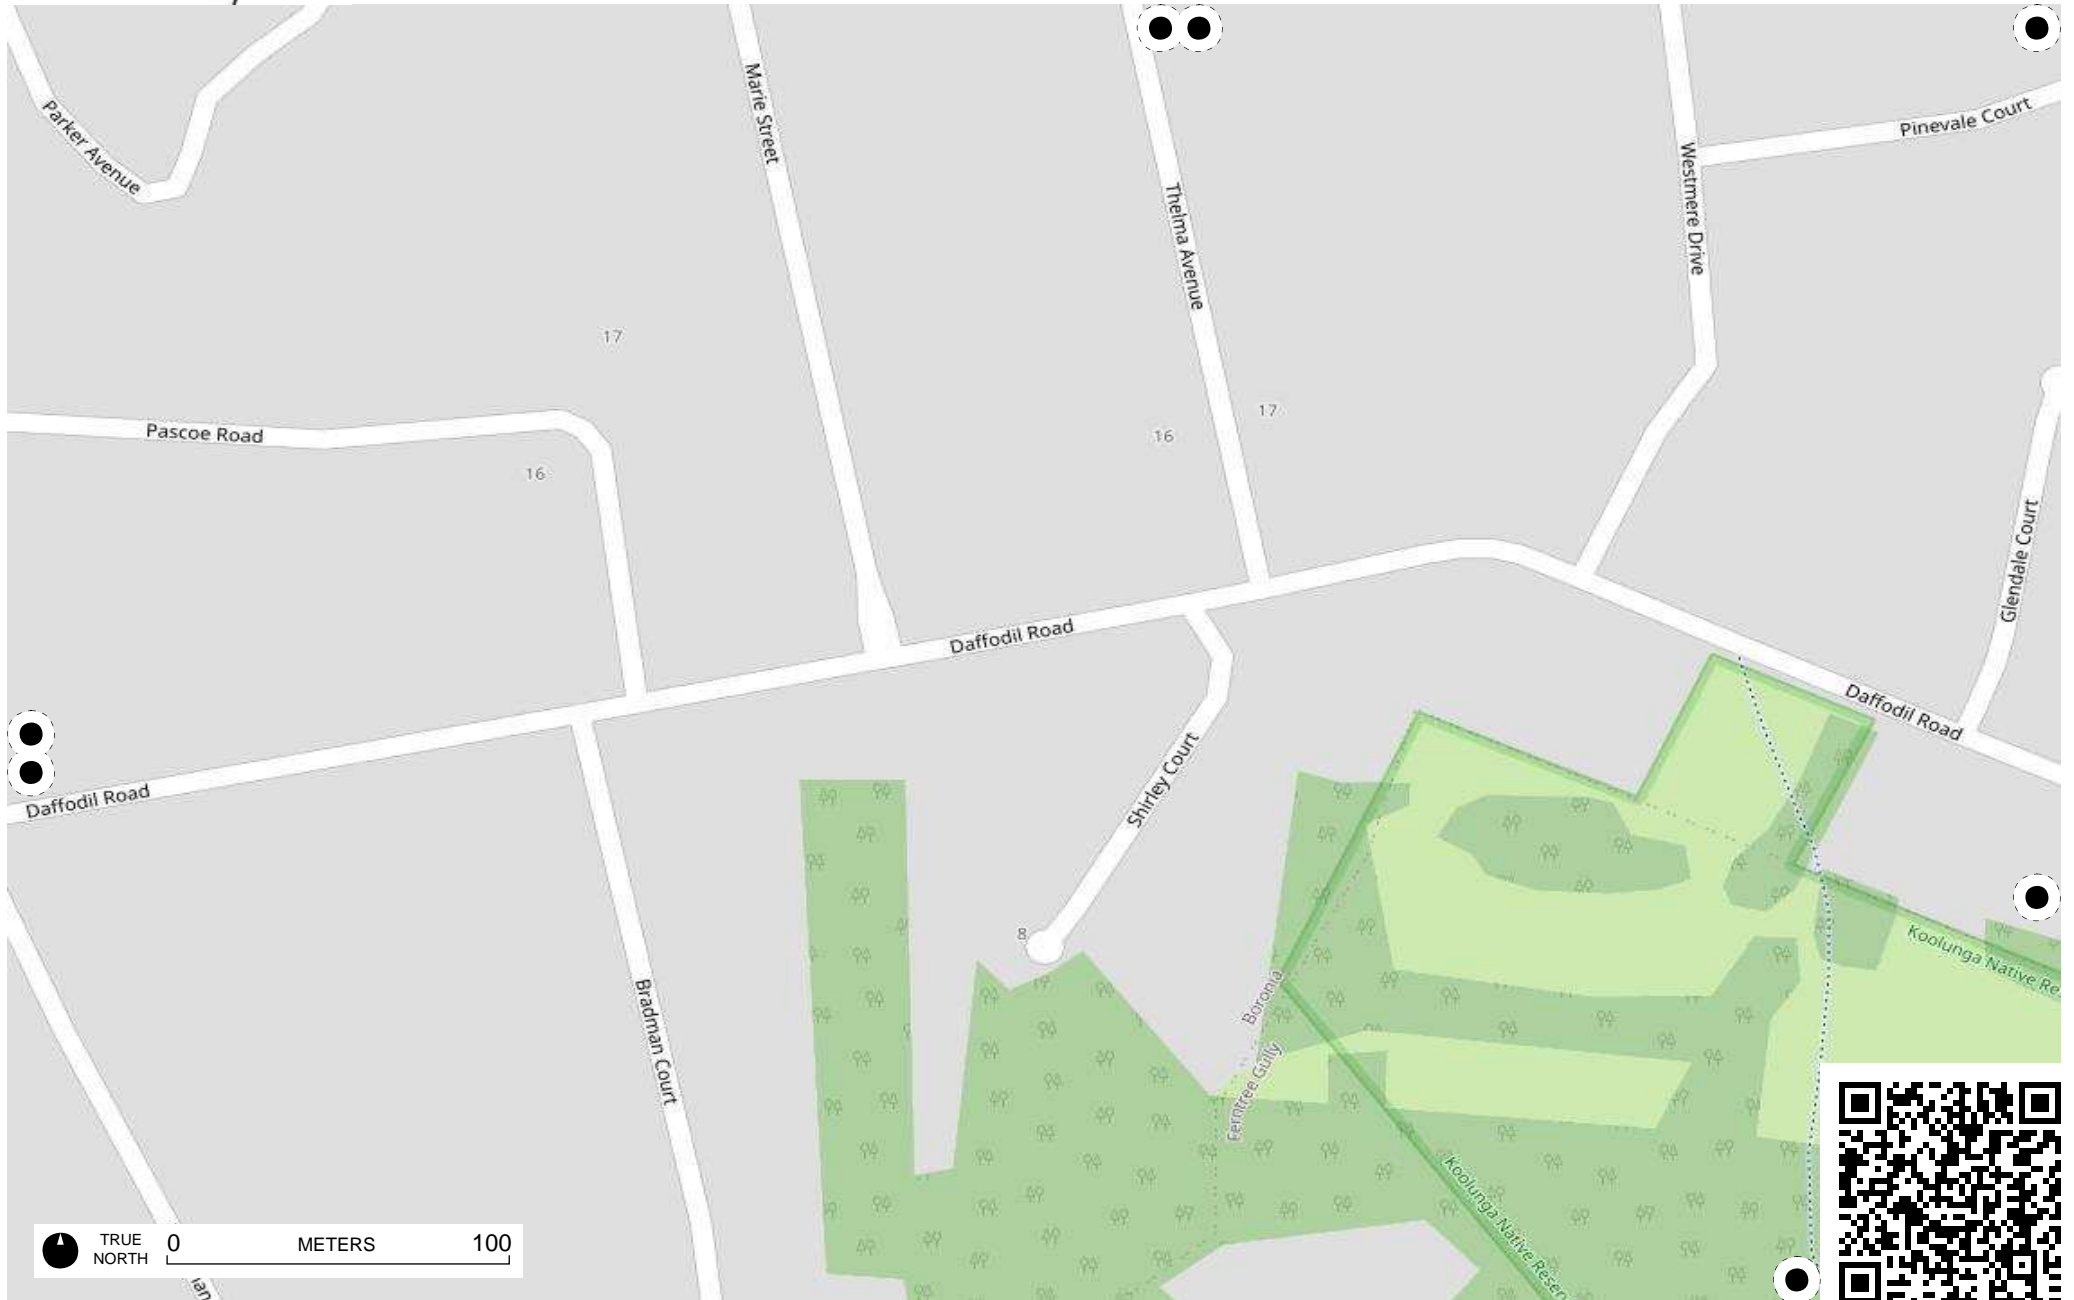 Parker Avenue
Marie Street
Thelma Avenue
Westmere Drive
Pinevale Court
17
Pascoe Road
16
16
17
Glendale Court
Daffodil Road
Daffodil Road
Daffodil Road
Shirley Court
8
Bradman Court
Boronia
Ferntree Gully
Koolunga Native Re
Koolunga Native Reser
TRUE
NORTH
0 METERS 100